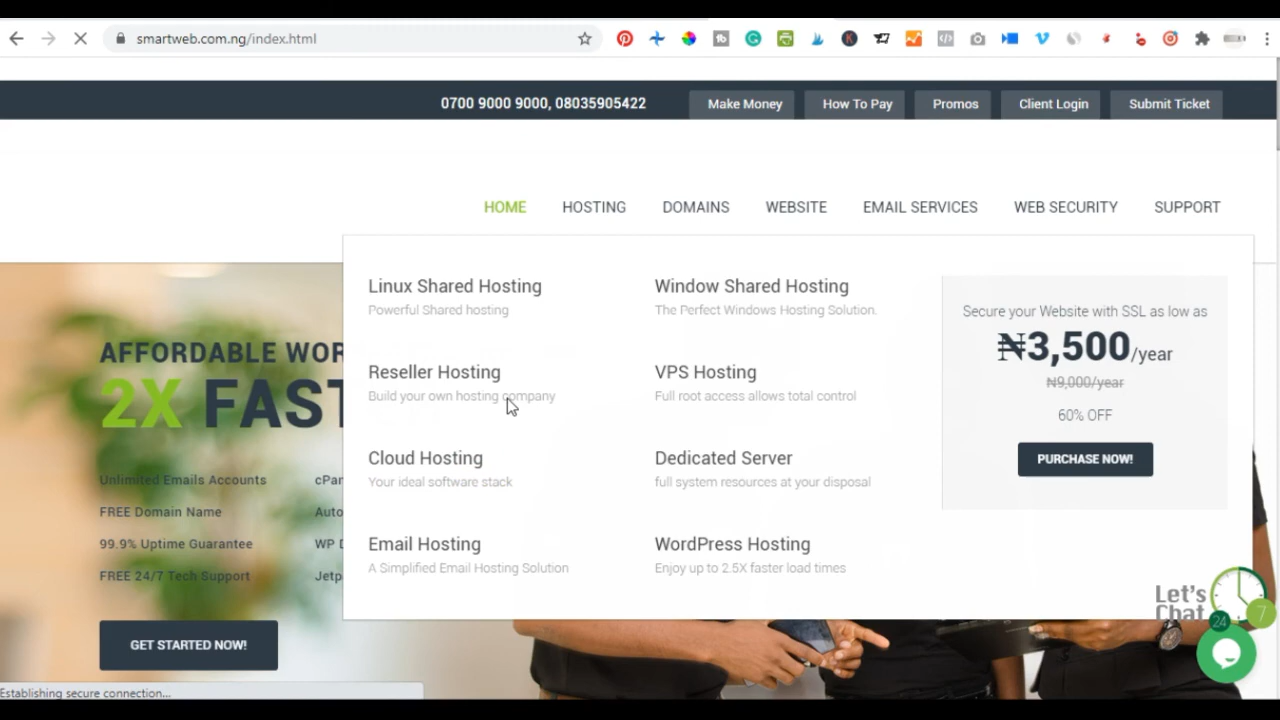 smartweb.com.ng/index.html
0700 9000 9000, 08035905422
Make Money
How To Pay
Promos
Client Login
Submit Ticket
HOME
HOSTING
DOMAINS
WEBSITE
EMAIL SERVICES
WEB SECURITY
SUPPORT
Linux Shared Hosting
Powerful Shared hosting
Window Shared Hosting
The Perfect Windows Hosting Solution.
Reseller Hosting
Build your own hosting company
VPS Hosting
Full root access allows total control
Cloud Hosting
Your ideal software stack
Dedicated Server
full system resources at your disposal
Email Hosting
A Simplified Email Hosting Solution
WordPress Hosting
Enjoy up to 2.5X faster load times
Secure your Website with SSL as low as
₦3,500/year
₦9,000/year
60% OFF
PURCHASE NOW!
AFFORDABLE WOR
2X FAST
Unlimited Emails Accounts
cPan
FREE Domain Name
Auto
99.9% Uptime Guarantee
WP D
FREE 24/7 Tech Support
Jetp
GET STARTED NOW!
Let's
Chat
24
7
Establishing secure connection...